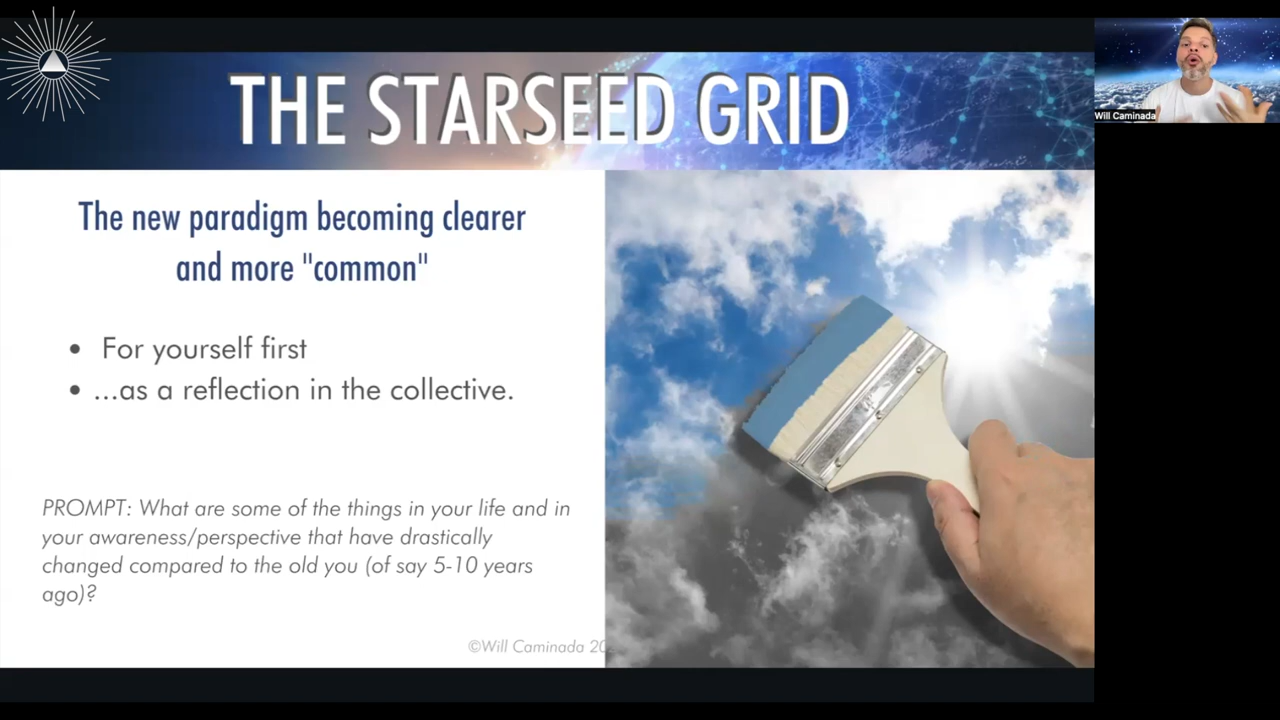 THE STARSEED GRID
Will Caminada
The new paradigm becoming clearer
and more "common"
• For yourself first
• ...as a reflection in the collective.
PROMPT: What are some of the things in your life and in
your awareness/perspective that have drastically
changed compared to the old you (of say 5-10 years
ago)?
©Will Caminada 20